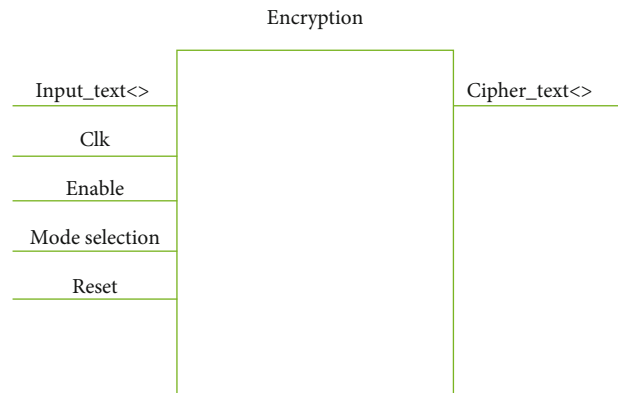 Encryption
Input_text<>
Cipher_text<>
Clk
Enable
Mode selection
Reset